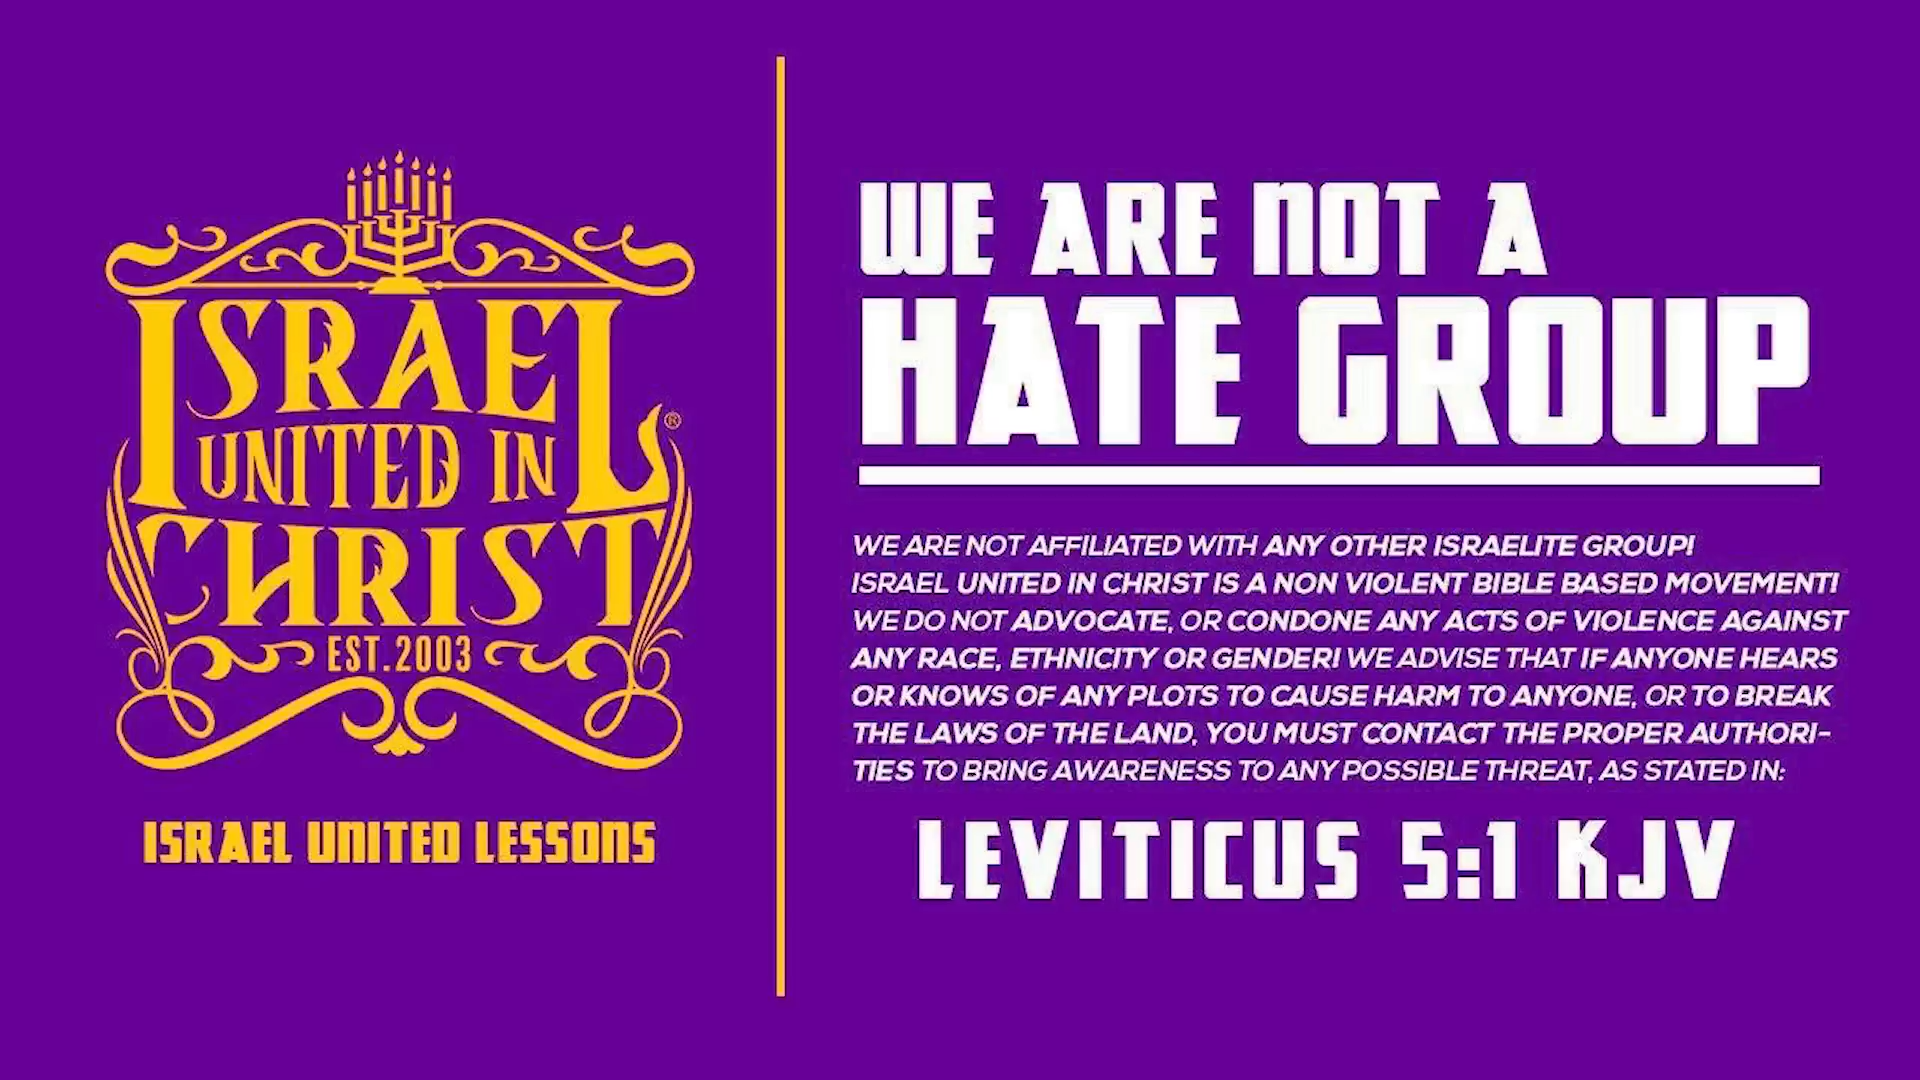 ISRAEL
UNITED IN
CHRIST
®
EST.2003
ISRAEL UNITED LESSONS
WE ARE NOT A
HATE GROUP
WE ARE NOT AFFILIATED WITH ANY OTHER ISRAELITE GROUP!
ISRAEL UNITED IN CHRIST IS A NON VIOLENT BIBLE BASED MOVEMENT!
WE DO NOT ADVOCATE, OR CONDONE ANY ACTS OF VIOLENCE AGAINST
ANY RACE, ETHNICITY OR GENDER! WE ADVISE THAT IF ANYONE HEARS
OR KNOWS OF ANY PLOTS TO CAUSE HARM TO ANYONE, OR TO BREAK
THE LAWS OF THE LAND, YOU MUST CONTACT THE PROPER AUTHORI-
TIES TO BRING AWARENESS TO ANY POSSIBLE THREAT, AS STATED IN:
LEVITICUS 5:1 KJV